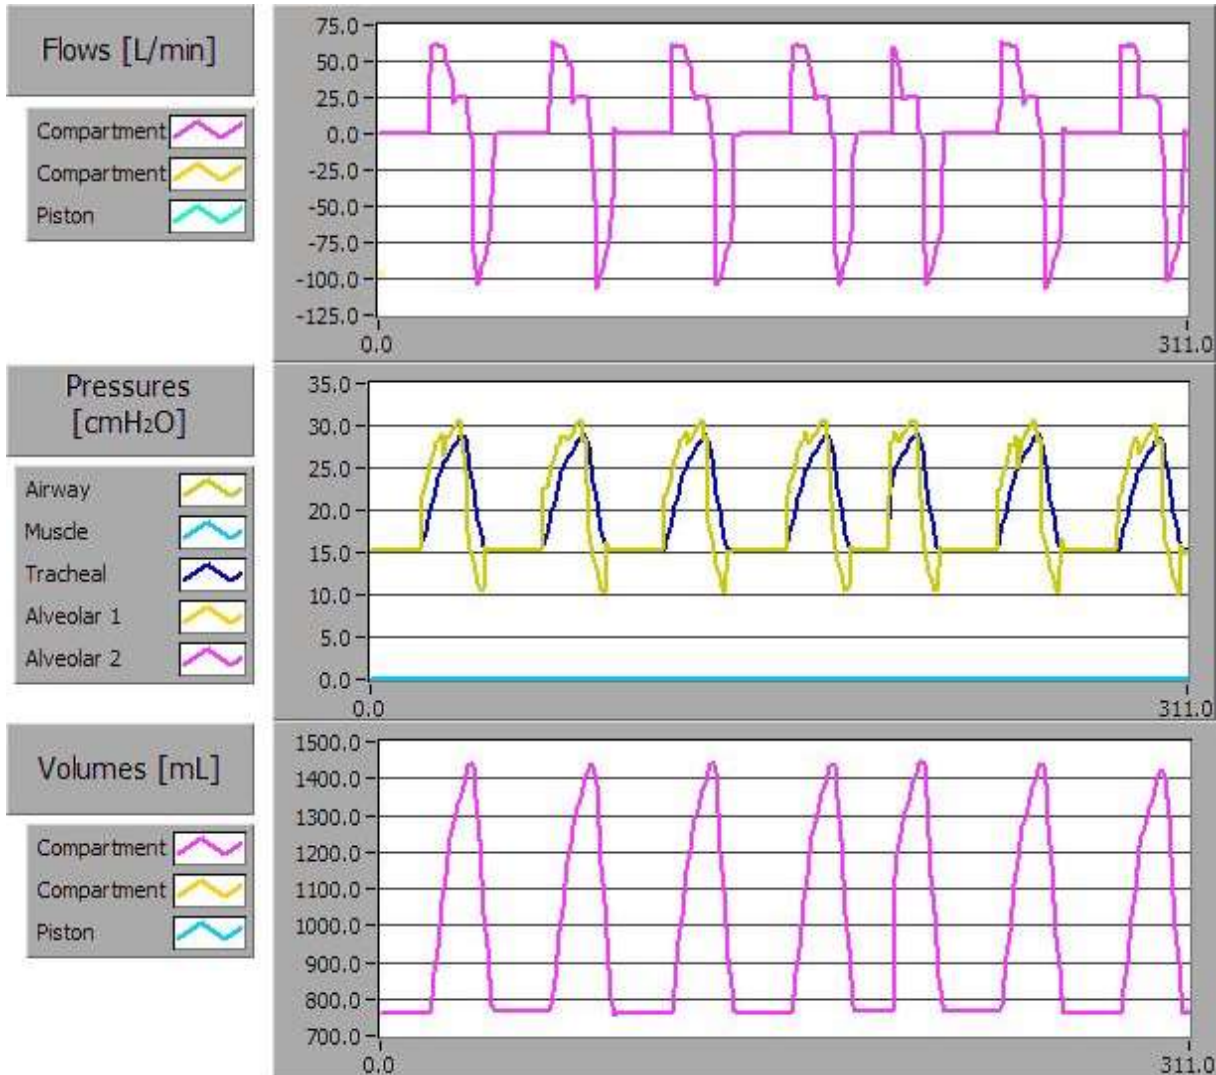 Flows [L/min]
Compartment
Compartment
Piston
75.0
50.0
25.0
0.0
-25.0
-50.0
-75.0
-100.0
-125.0
0.0
311.0
Pressures
[cmH₂O]
Airway
Muscle
Tracheal
Alveolar 1
Alveolar 2
35.0
30.0
25.0
20.0
15.0
10.0
5.0
0.0
0.0
311.0
Volumes [mL]
Compartment
Compartment
Piston
1500.0
1400.0
1300.0
1200.0
1100.0
1000.0
900.0
800.0
700.0
0.0
311.0